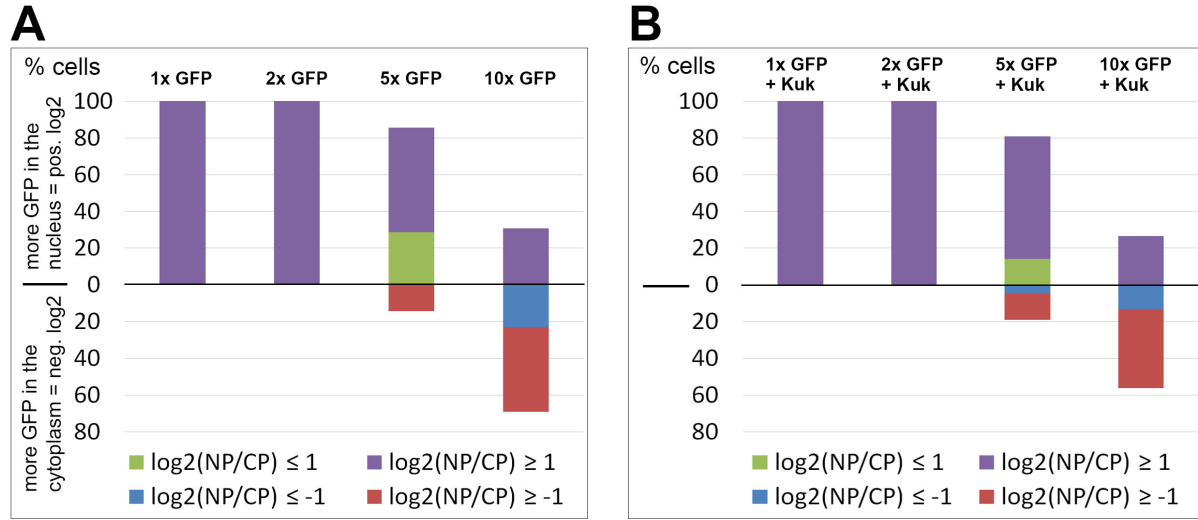 A
% cells
1x GFP
2x GFP
5x GFP
10x GFP
more GFP in the
nucleus = pos. log2
more GFP in the
cytoplasm = neg. log2
100
80
60
40
20
0
20
40
60
80
log2(NP/CP) ≤ 1
log2(NP/CP) ≥ 1
log2(NP/CP) ≤ -1
log2(NP/CP) ≥ -1
B
% cells
1x GFP
+ Kuk
2x GFP
+ Kuk
5x GFP
+ Kuk
10x GFP
+ Kuk
100
80
60
40
20
0
20
40
60
80
log2(NP/CP) ≤ 1
log2(NP/CP) ≥ 1
log2(NP/CP) ≤ -1
log2(NP/CP) ≥ -1